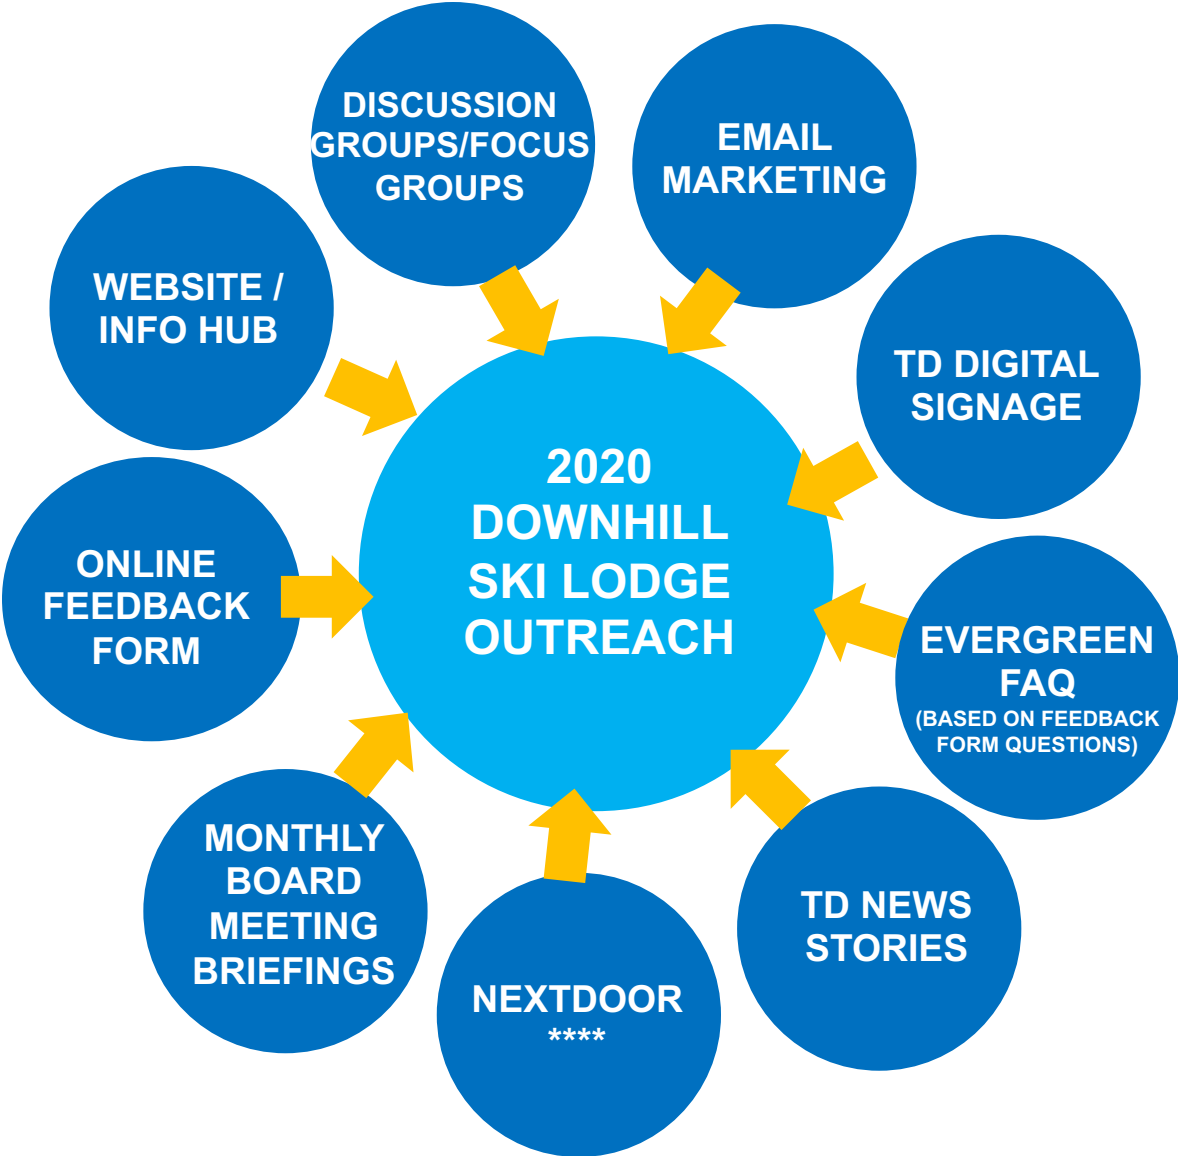 DISCUSSION
GROUPS/FOCUS
GROUPS
EMAIL
MARKETING
WEBSITE /
INFO HUB
TD DIGITAL
SIGNAGE
2020
DOWNHILL
SKI LODGE
OUTREACH
ONLINE
FEEDBACK
FORM
EVERGREEN
FAQ
(BASED ON FEEDBACK
FORM QUESTIONS)
MONTHLY
BOARD
MEETING
BRIEFINGS
TD NEWS
STORIES
NEXTDOOR
****